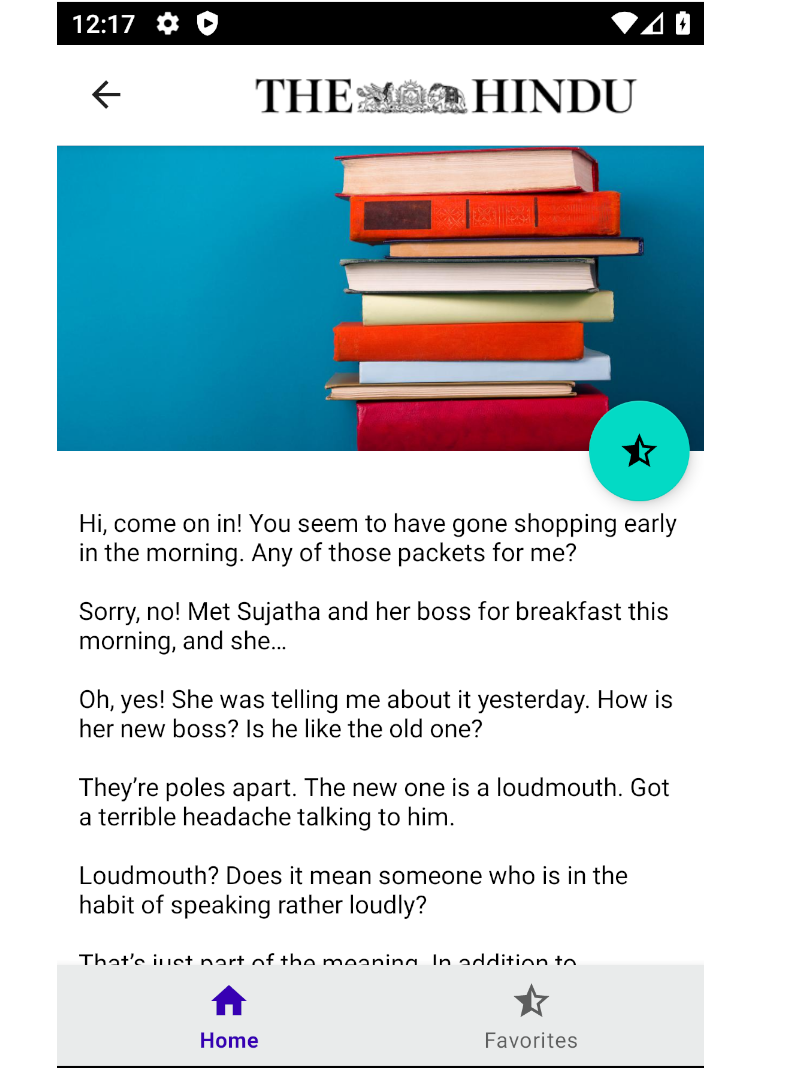 12:17
THE HINDU
Hi, come on in! You seem to have gone shopping early
in the morning. Any of those packets for me?
Sorry, no! Met Sujatha and her boss for breakfast this
morning, and she…
Oh, yes! She was telling me about it yesterday. How is
her new boss? Is he like the old one?
They’re poles apart. The new one is a loudmouth. Got
a terrible headache talking to him.
Loudmouth? Does it mean someone who is in the
habit of speaking rather loudly?
That’s just part of the meaning. In addition to
Home
Favorites